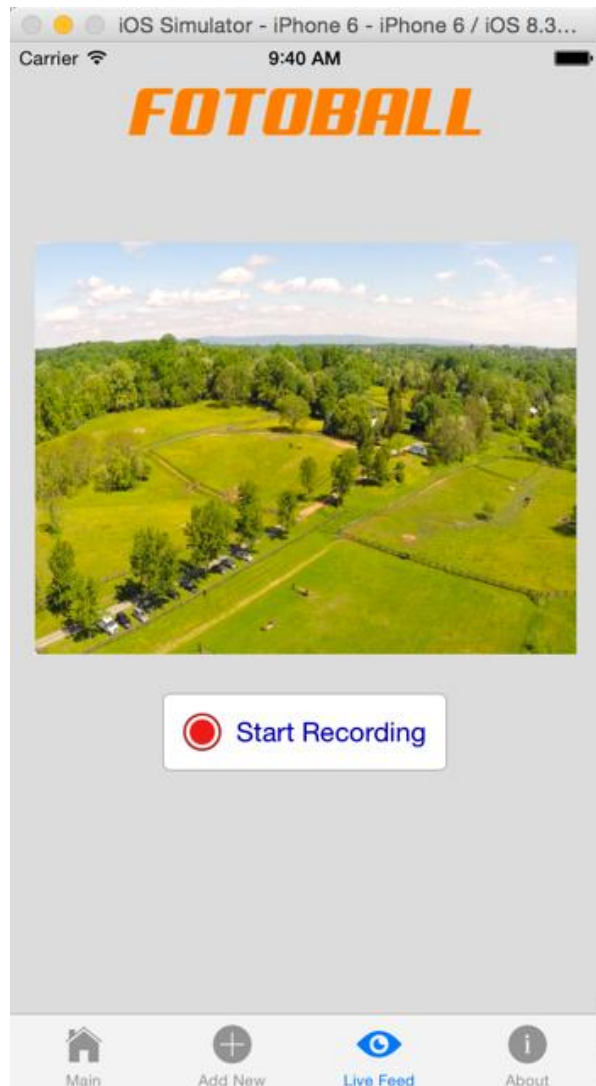 iOS Simulator - iPhone 6 - iPhone 6 / iOS 8.3...
Carrier 9:40 AM
FOTOBALL
Start Recording
Main Add New Live Feed About